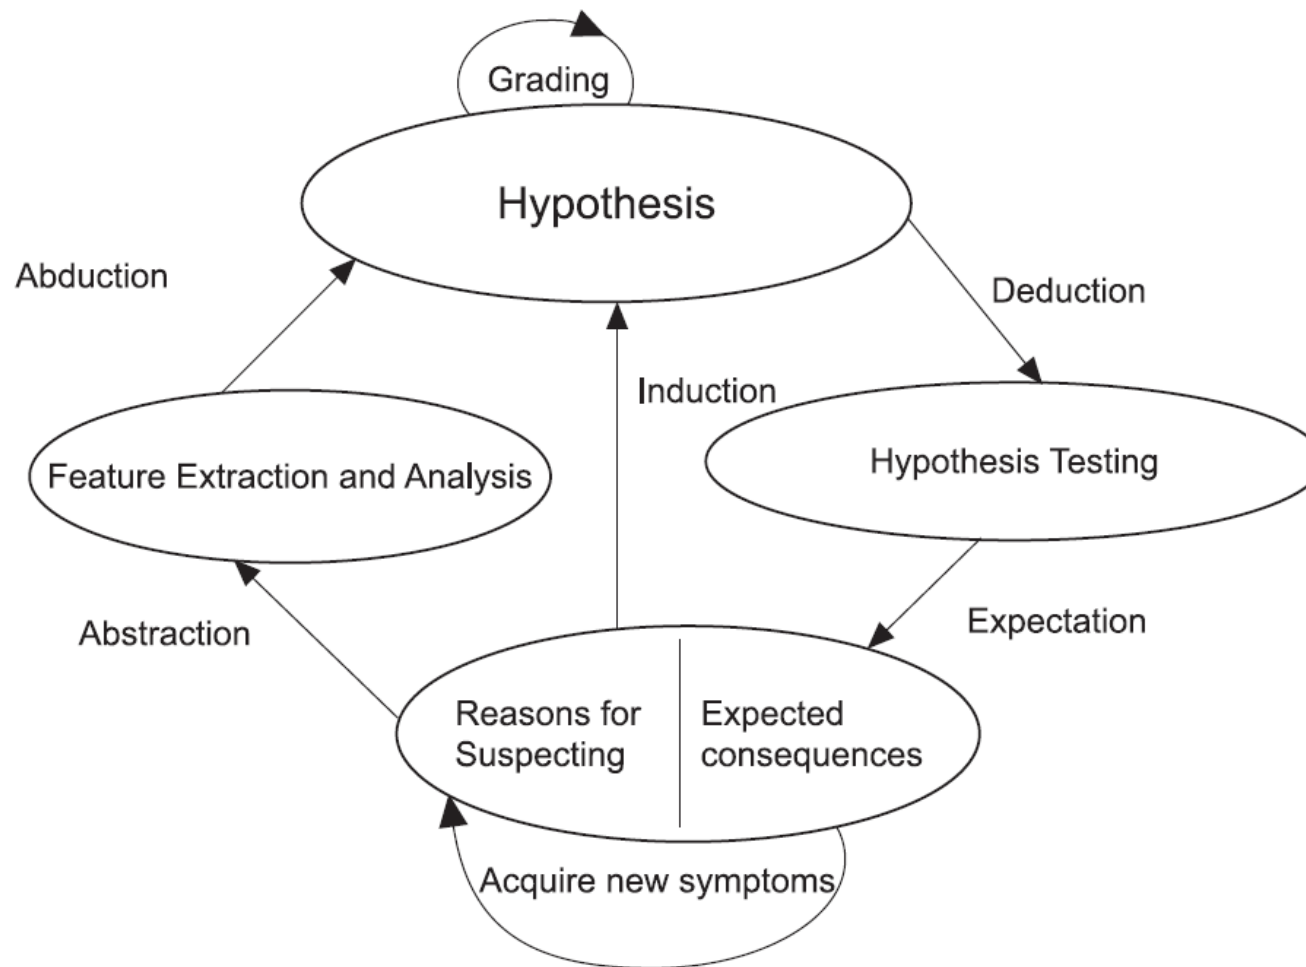 Grading
Hypothesis
Abduction
Deduction
Induction
Feature Extraction and Analysis
Hypothesis Testing
Abstraction
Expectation
Reasons for
Suspecting
Expected
consequences
Acquire new symptoms